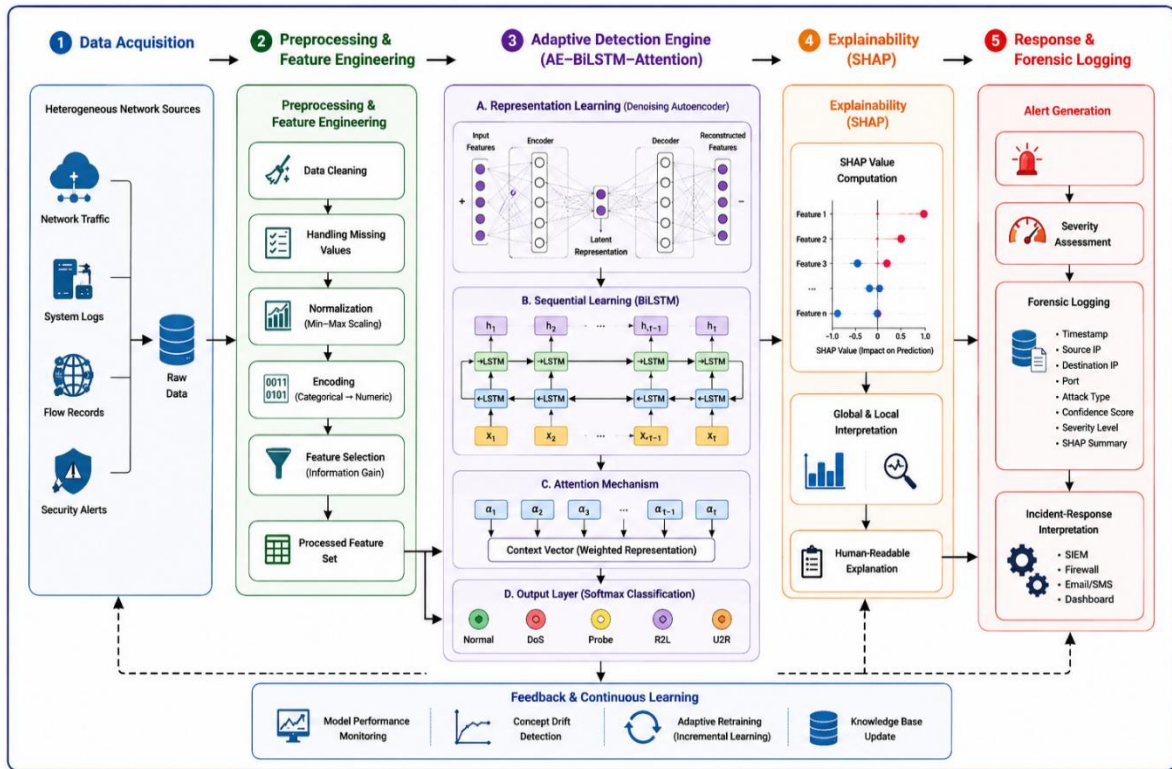 1 Data Acquisition
2 Preprocessing &
Feature Engineering
3 Adaptive Detection Engine
(AE–BiLSTM–Attention)
4 Explainability
(SHAP)
5 Response &
Forensic Logging
Heterogeneous Network Sources
Network Traffic
System Logs
Flow Records
Security Alerts
Raw
Data
Preprocessing &
Feature Engineering
Data Cleaning
Handling Missing
Values
Normalization
(Min–Max Scaling)
0011
0101
Encoding
(Categorical → Numeric)
Feature Selection
(Information Gain)
Processed Feature
Set
A. Representation Learning (Denoising Autoencoder)
Input
Features
Encoder
Decoder
Reconstructed
Features
+
–
Latent
Representation
B. Sequential Learning (BiLSTM)
h1 h2 ... h,t−1 ht
→LSTM →LSTM →LSTM →LSTM
←LSTM ←LSTM ←LSTM ←LSTM
X1 X2 ... X,t−1 Xt
C. Attention Mechanism
α1 α2 α3 ... αt−1 αt
Context Vector (Weighted Representation)
D. Output Layer (Softmax Classification)
Normal DoS Probe R2L U2R
Explainability
(SHAP)
SHAP Value
Computation
Feature 1
Feature 2
Feature 3
...
Feature n
−1.0 −0.5 0 0.5 1.0
SHAP Value (Impact on Prediction)
Global & Local
Interpretation
Human-Readable
Explanation
Alert Generation
Severity
Assessment
Forensic Logging
• Timestamp
• Source IP
• Destination IP
• Port
• Attack Type
• Confidence Score
• Severity Level
• SHAP Summary
Incident-Response
Interpretation
• SIEM
• Firewall
• Email/SMS
• Dashboard
Feedback & Continuous Learning
Model Performance
Monitoring
Concept Drift
Detection
Adaptive Retraining
(Incremental Learning)
Knowledge Base
Update